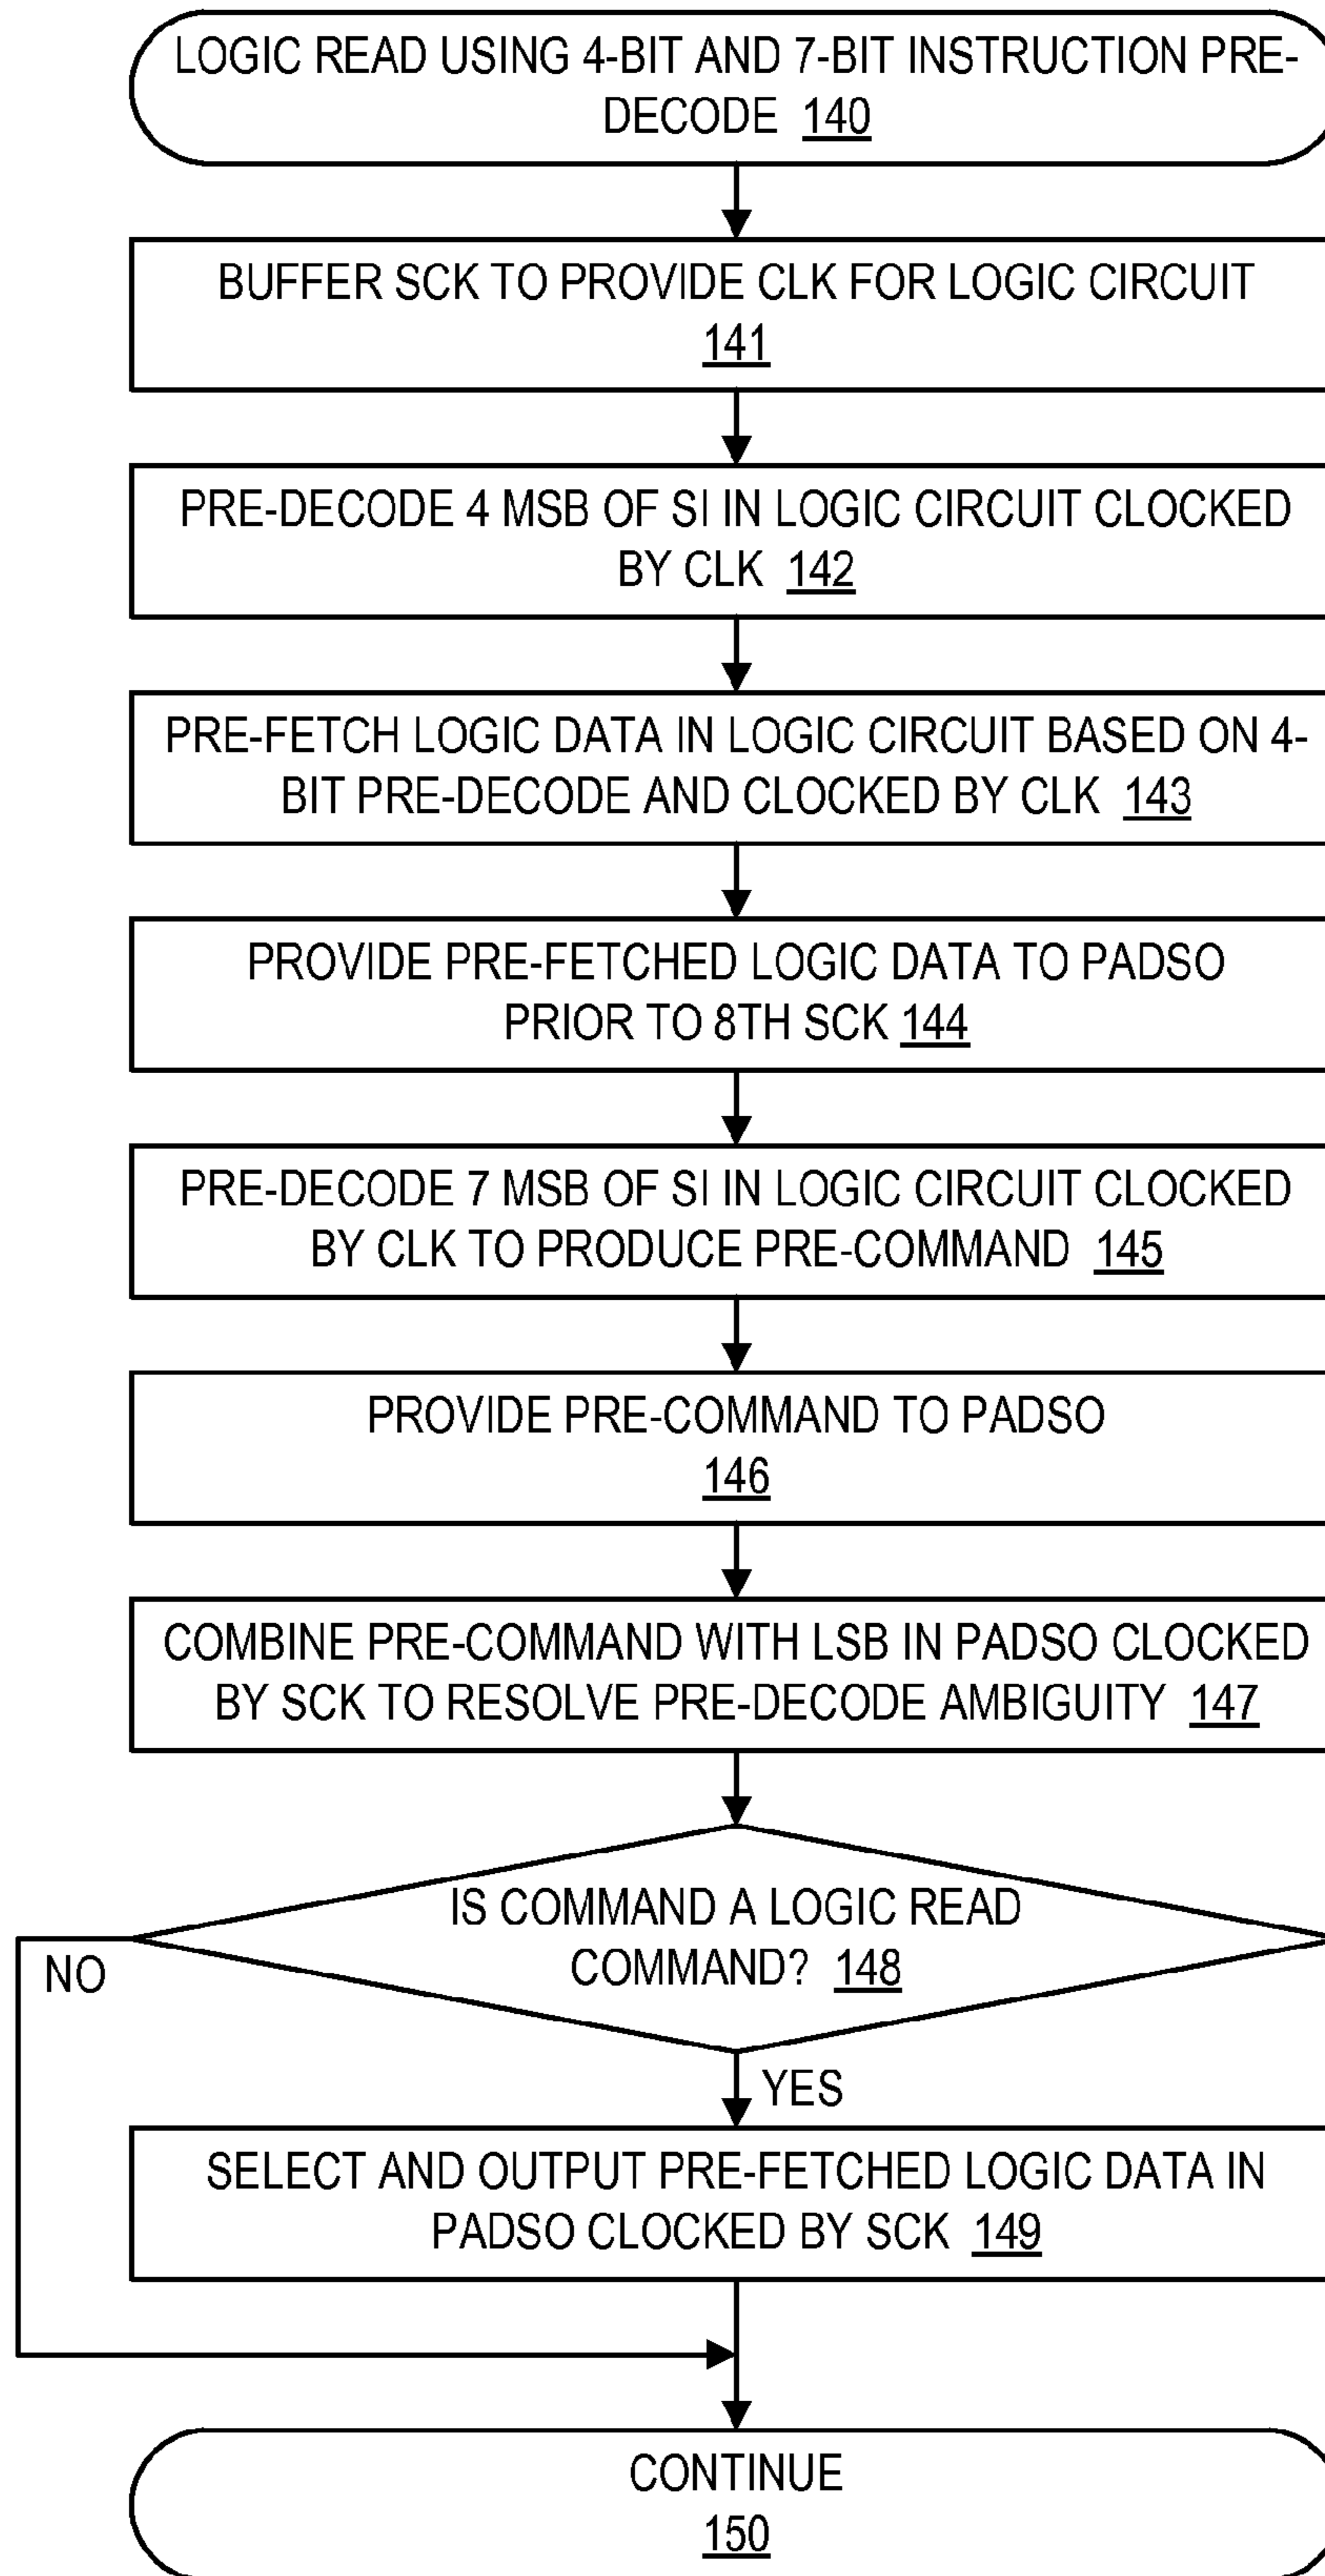 LOGIC READ USING 4-BIT AND 7-BIT INSTRUCTION PRE-
DECODE 140
BUFFER SCK TO PROVIDE CLK FOR LOGIC CIRCUIT
141
PRE-DECODE 4 MSB OF SI IN LOGIC CIRCUIT CLOCKED
BY CLK 142
PRE-FETCH LOGIC DATA IN LOGIC CIRCUIT BASED ON 4-
BIT PRE-DECODE AND CLOCKED BY CLK 143
PROVIDE PRE-FETCHED LOGIC DATA TO PADSO
PRIOR TO 8TH SCK 144
PRE-DECODE 7 MSB OF SI IN LOGIC CIRCUIT CLOCKED
BY CLK TO PRODUCE PRE-COMMAND 145
PROVIDE PRE-COMMAND TO PADSO
146
COMBINE PRE-COMMAND WITH LSB IN PADSO CLOCKED
BY SCK TO RESOLVE PRE-DECODE AMBIGUITY 147
IS COMMAND A LOGIC READ
COMMAND? 148
NO
YES
SELECT AND OUTPUT PRE-FETCHED LOGIC DATA IN
PADSO CLOCKED BY SCK 149
CONTINUE
150